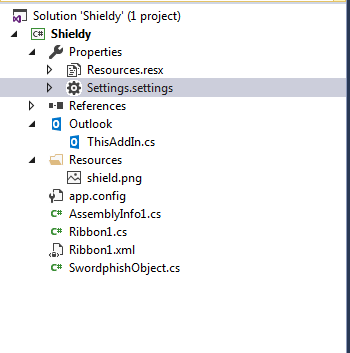 Solution 'Shieldy' (1 project)
Shieldy
Properties
Resources.resx
Settings.settings
References
Outlook
ThisAddIn.cs
Resources
shield.png
app.config
C# AssemblyInfo1.cs
C# Ribbon1.cs
Ribbon1.xml
C# SwordphishObject.cs